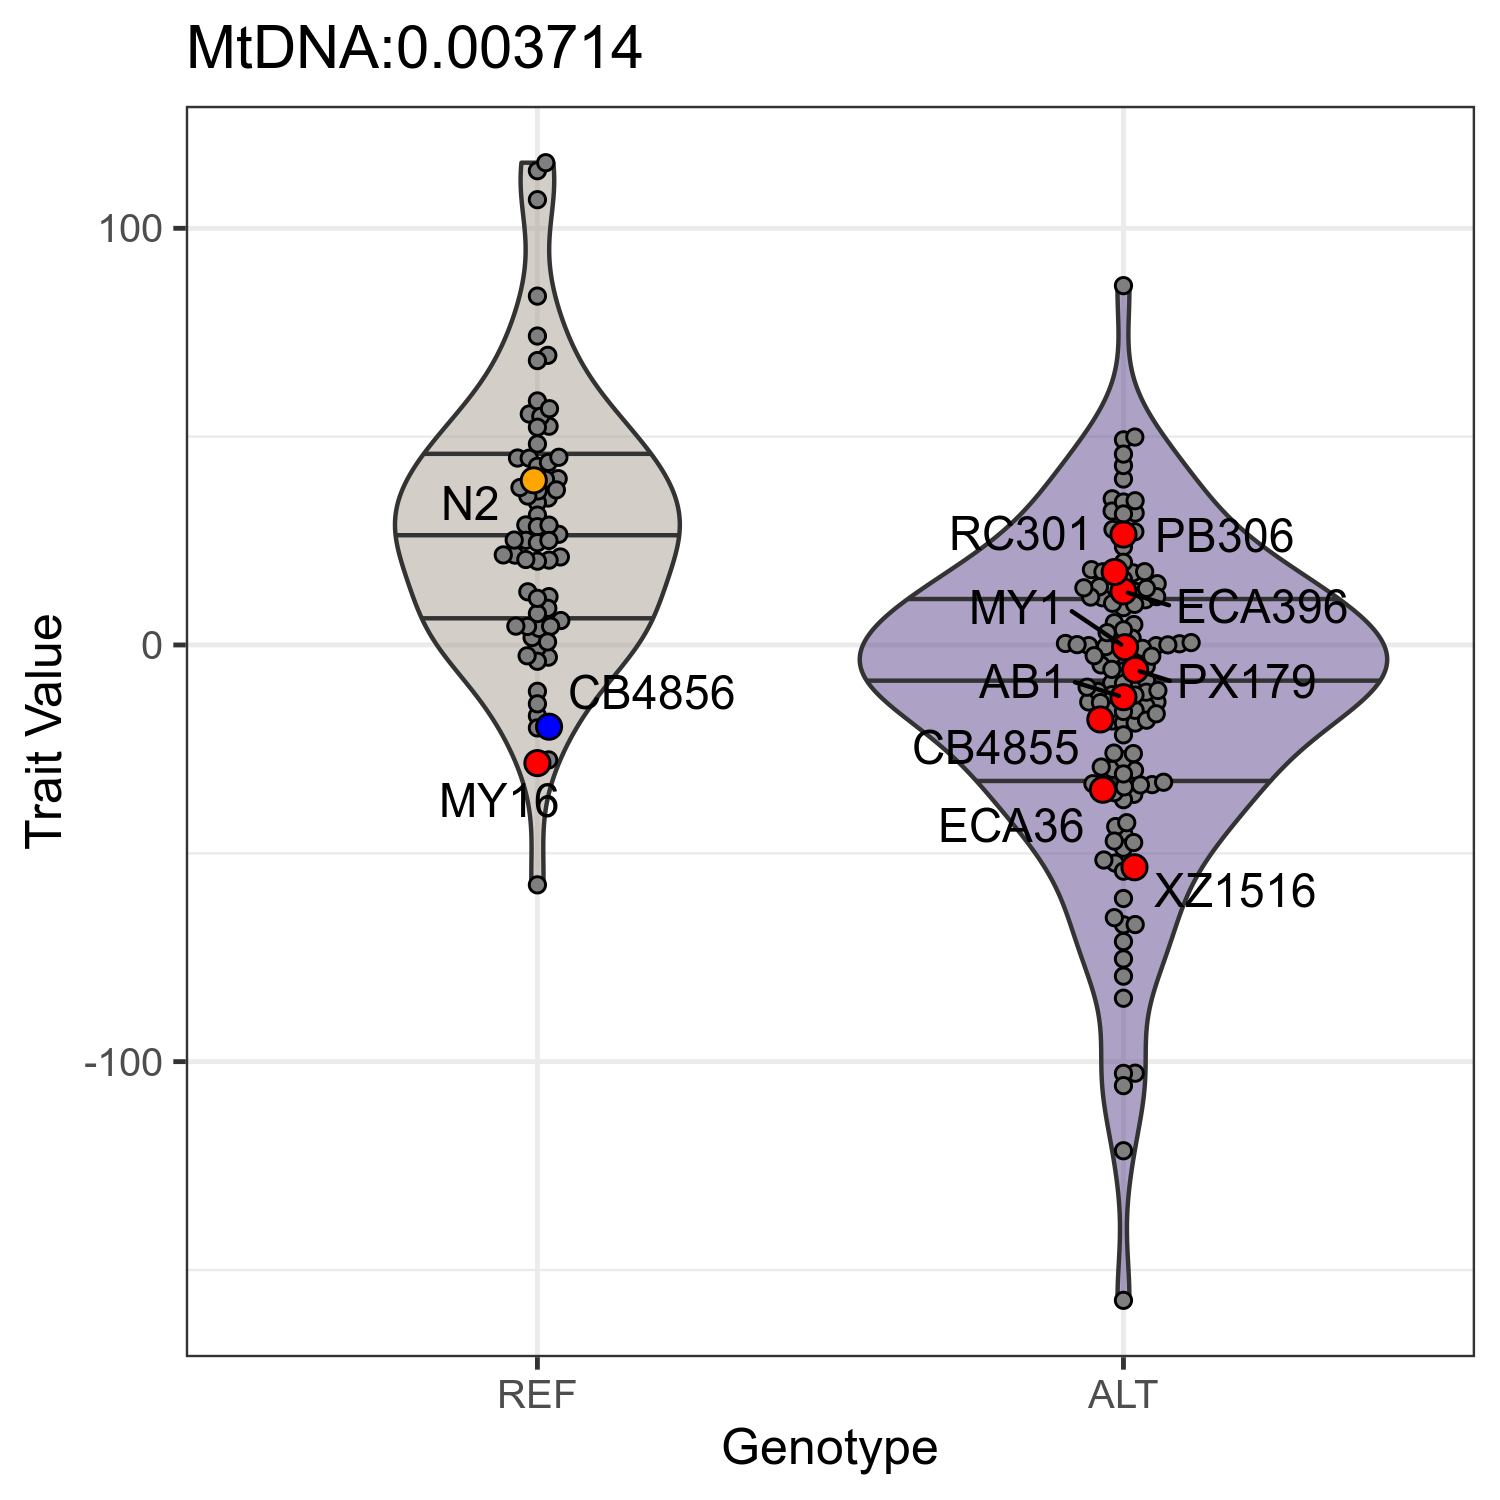 MtDNA:0.003714
Trait Value
100
0
-100
N2
CB4856
MY16
RC301
PB306
MY1
ECA396
AB1
PX179
CB4855
ECA36
XZ1516
REF
ALT
Genotype